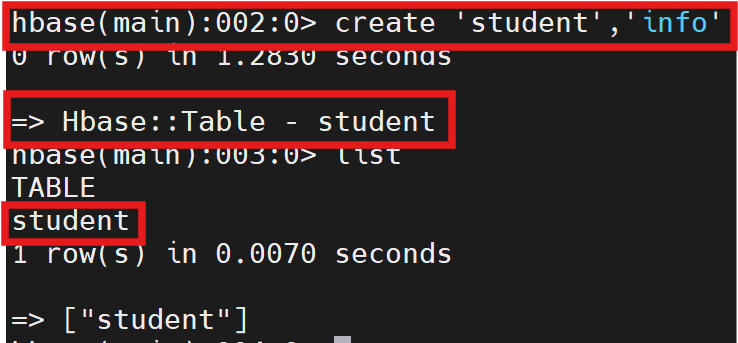 hbase(main):002:0> create 'student','info'
0 row(s) in 1.2830 seconds
=> Hbase::Table - student
hbase(main):003:0> list
TABLE
student
1 row(s) in 0.0070 seconds
=> ["student"]